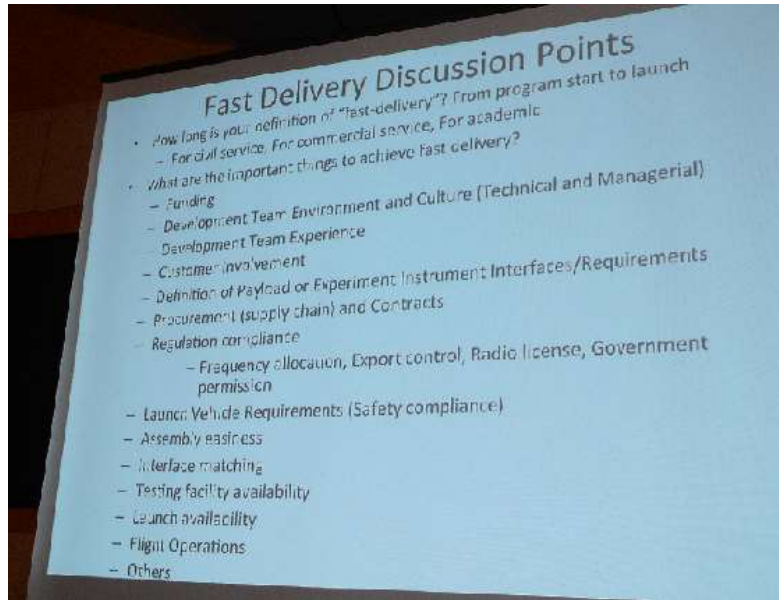 Fast Delivery Discussion Points
• How long is your definition of "fast-delivery"? From program start to launch
– For civil service, For commercial service, For academic
• What are the important things to achieve fast delivery?
– Funding
– Development Team Environment and Culture (Technical and Managerial)
– Development Team Experience
– Customer Involvement
– Definition of Payload or Experiment Instrument Interfaces/Requirements
– Procurement (supply chain) and Contracts
– Regulation compliance
– Frequency allocation, Export control, Radio license, Government
permission
– Launch Vehicle Requirements (Safety compliance)
– Assembly easiness
– Interface matching
– Testing facility availability
– Launch availability
– Flight Operations
– Others